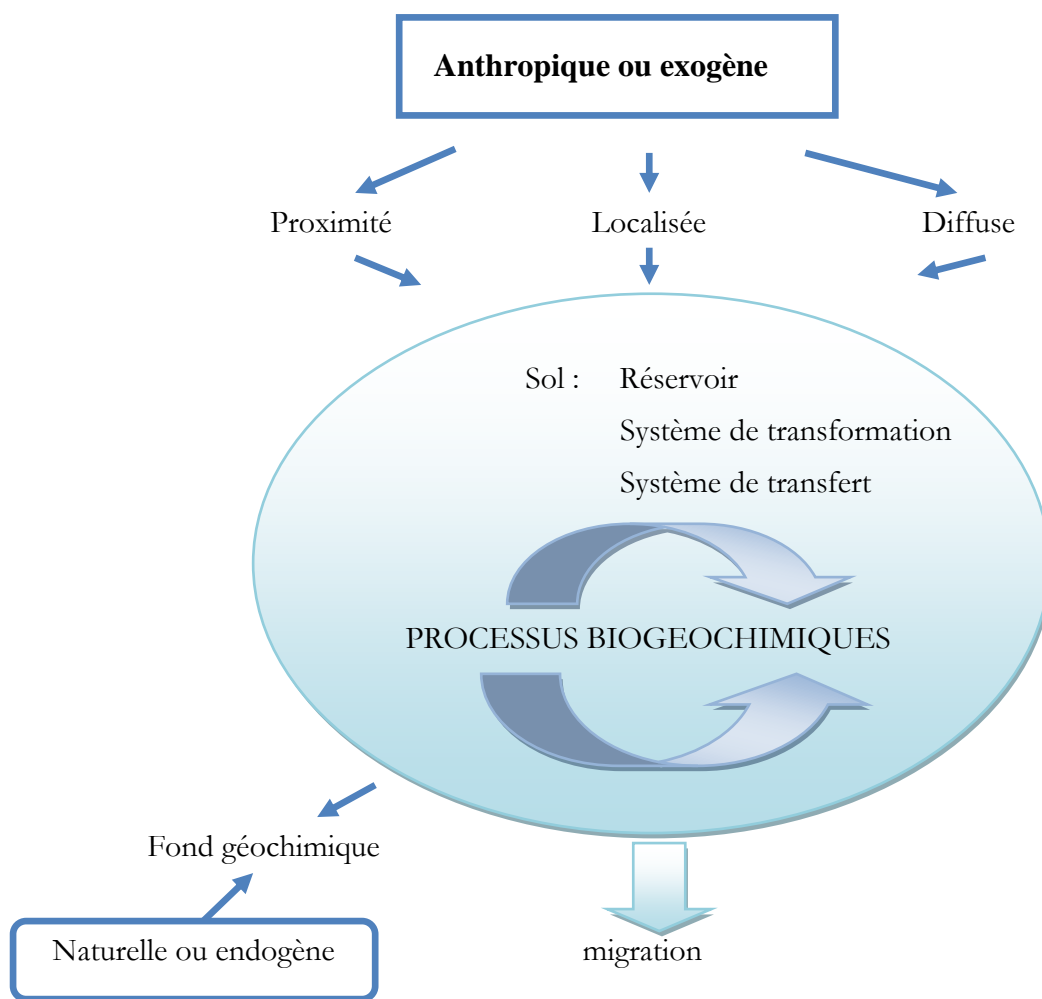 Anthropique ou exogène
Proximité
Localisée
Diffuse
Sol : Réservoir
Système de transformation
Système de transfert
PROCESSUS BIOGEOCHIMIQUES
Fond géochimique
Naturelle ou endogène
migration